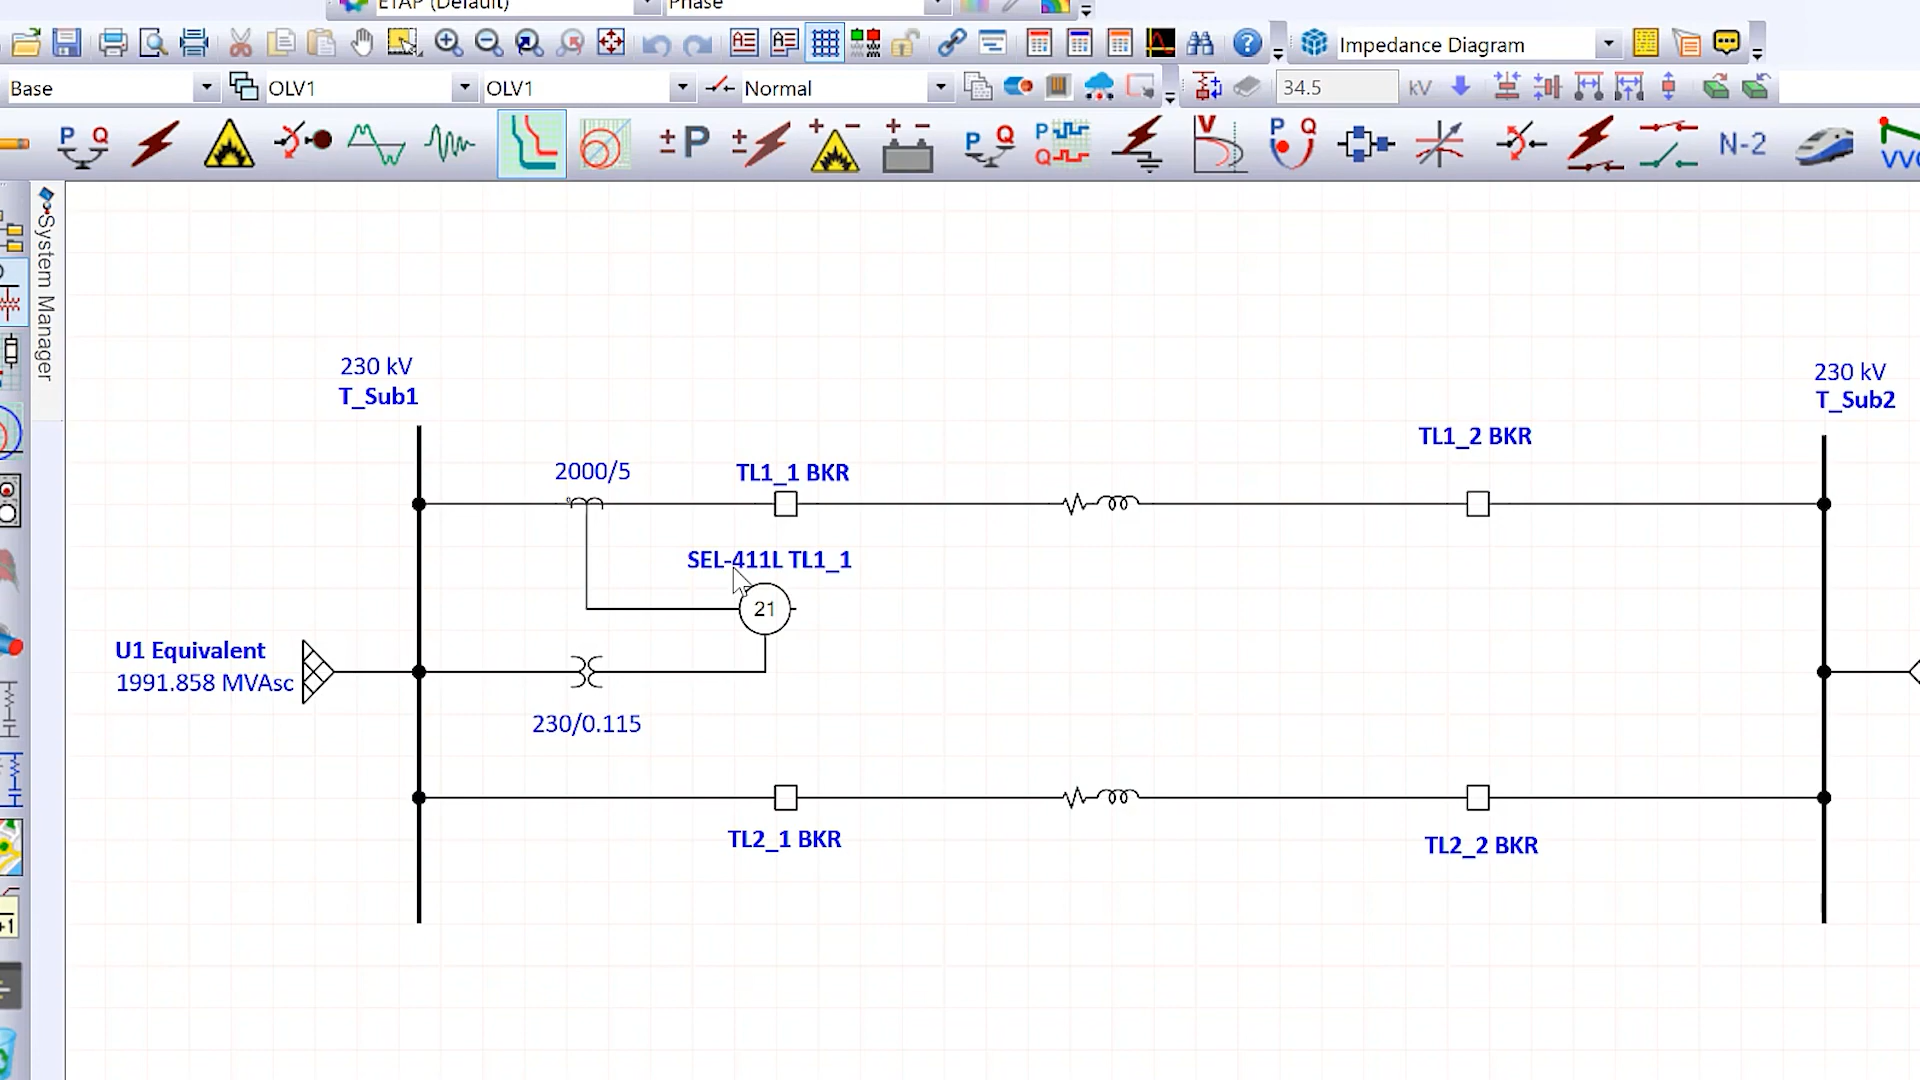 ETAP (Default) Phase
Impedance Diagram
Base OLV1 OLV1 Normal 34.5 kV
P Q ± P ± + - + - P Q P Q V P Q N-2 VVO
System Manager
230 kV
T_Sub1
230 kV
T_Sub2
TL1_2 BKR
2000/5
TL1_1 BKR
SEL-411L TL1_1
21
U1 Equivalent
1991.858 MVAsc
230/0.115
TL2_1 BKR
TL2_2 BKR
+1